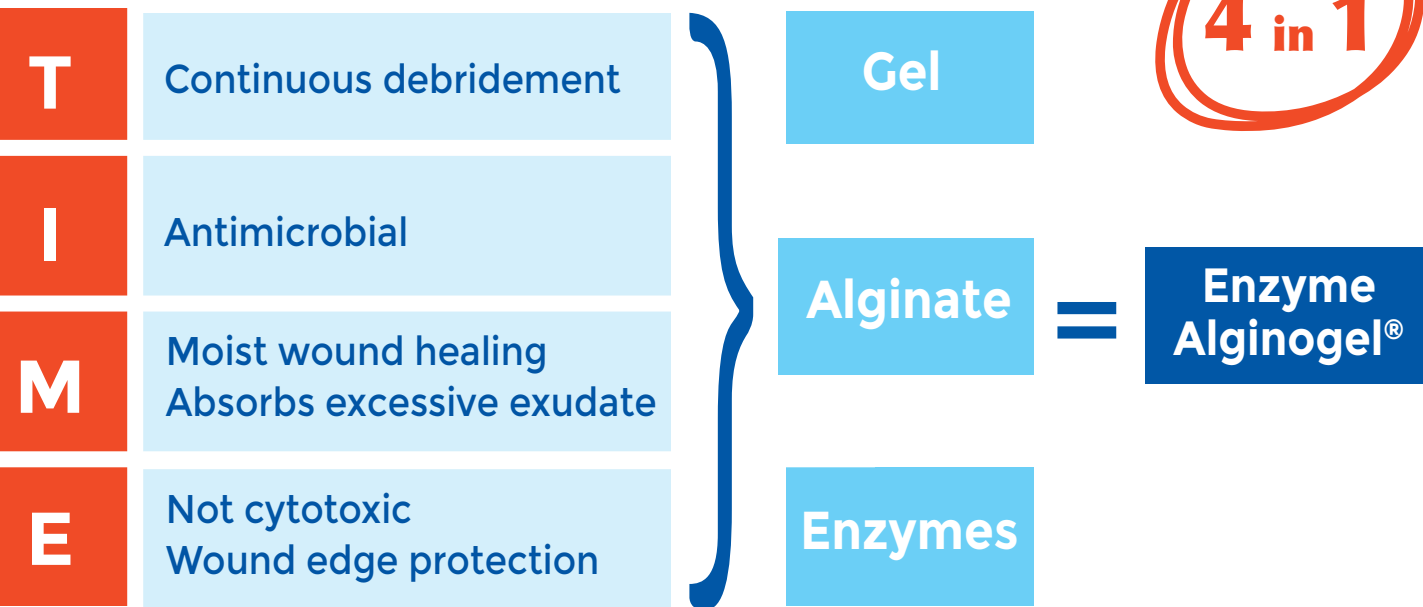 T
Continuous debridement
I
Antimicrobial
M
Moist wound healing
Absorbs excessive exudate
E
Not cytotoxic
Wound edge protection
Gel
Alginate
Enzymes
=
Enzyme
Alginogel®
4 in 1